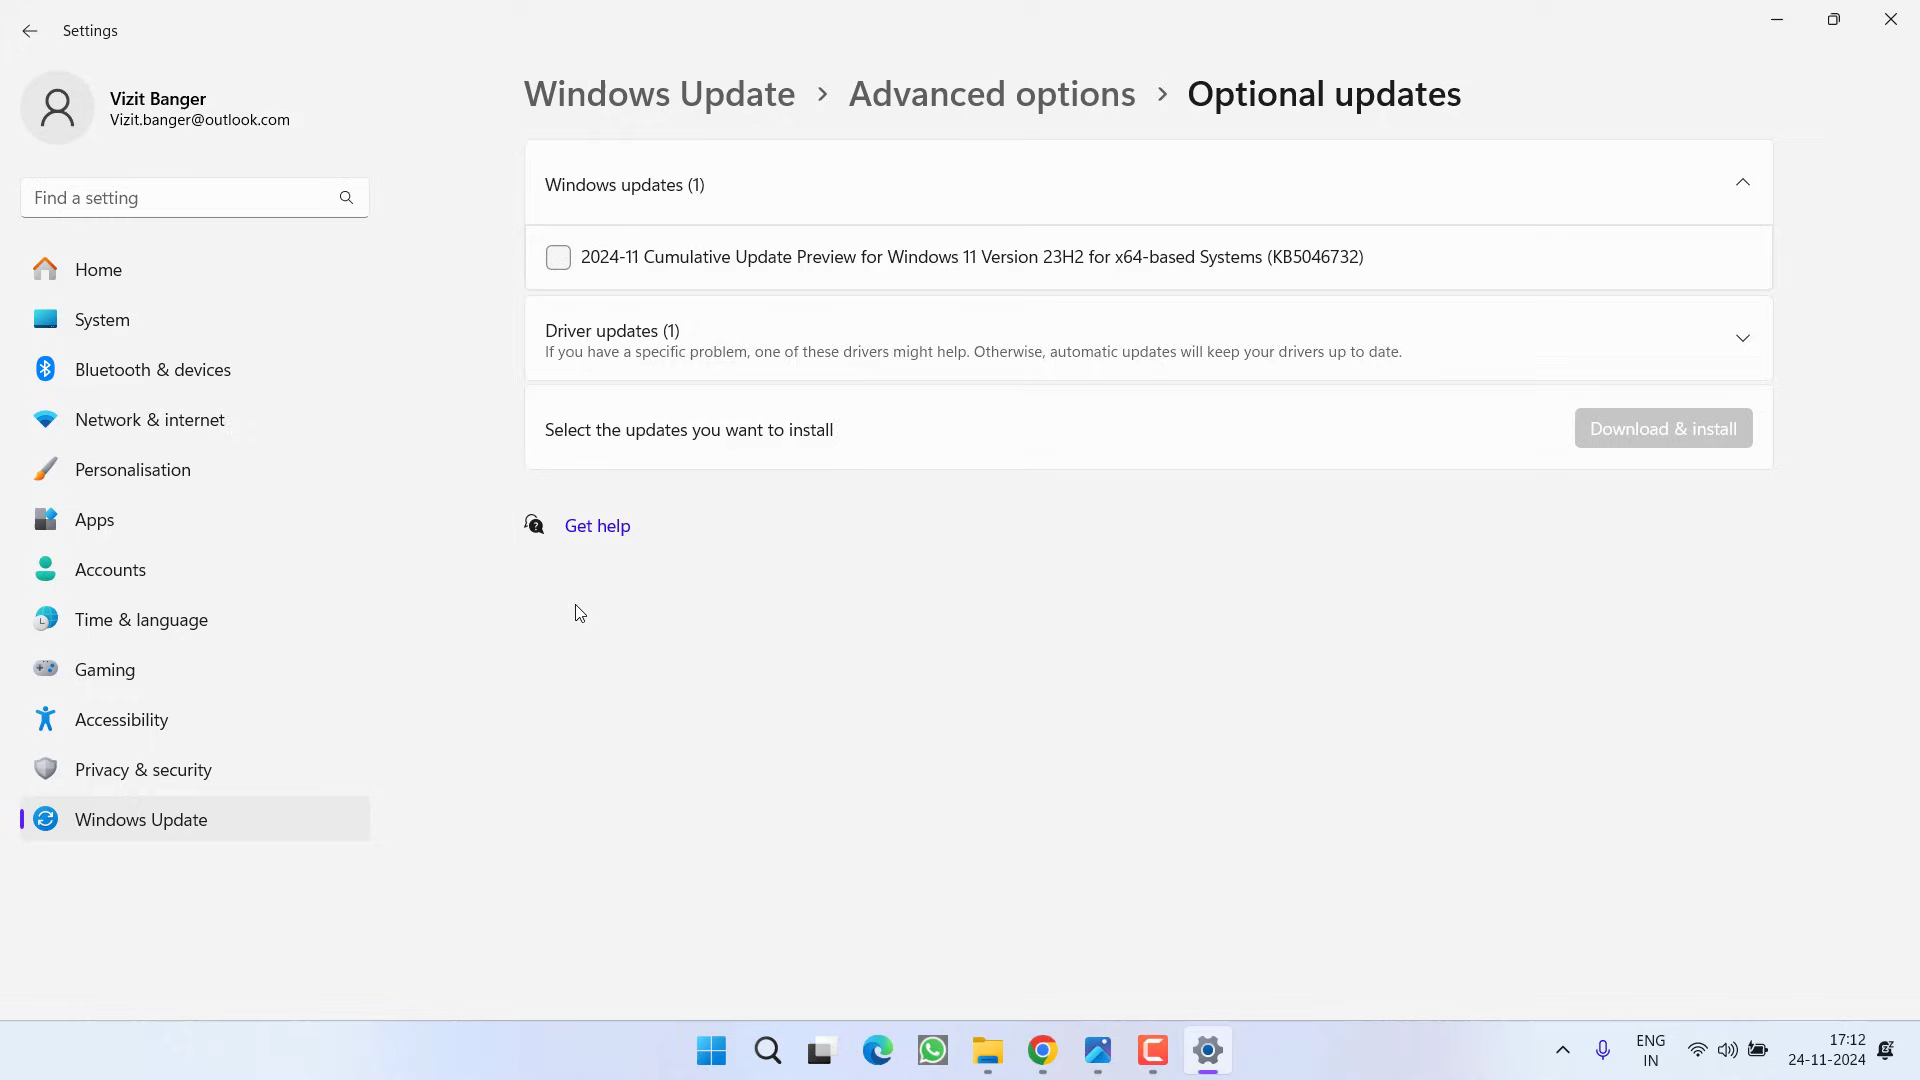 Settings
Vizit Banger
Vizit.banger@outlook.com
Find a setting
Home
System
Bluetooth & devices
Network & internet
Personalisation
Apps
Accounts
Time & language
Gaming
Accessibility
Privacy & security
Windows Update
Windows Update > Advanced options > Optional updates
Windows updates (1)
2024-11 Cumulative Update Preview for Windows 11 Version 23H2 for x64-based Systems (KB5046732)
Driver updates (1)
If you have a specific problem, one of these drivers might help. Otherwise, automatic updates will keep your drivers up to date.
Select the updates you want to install
Download & install
Get help
ENG
IN
17:12
24-11-2024